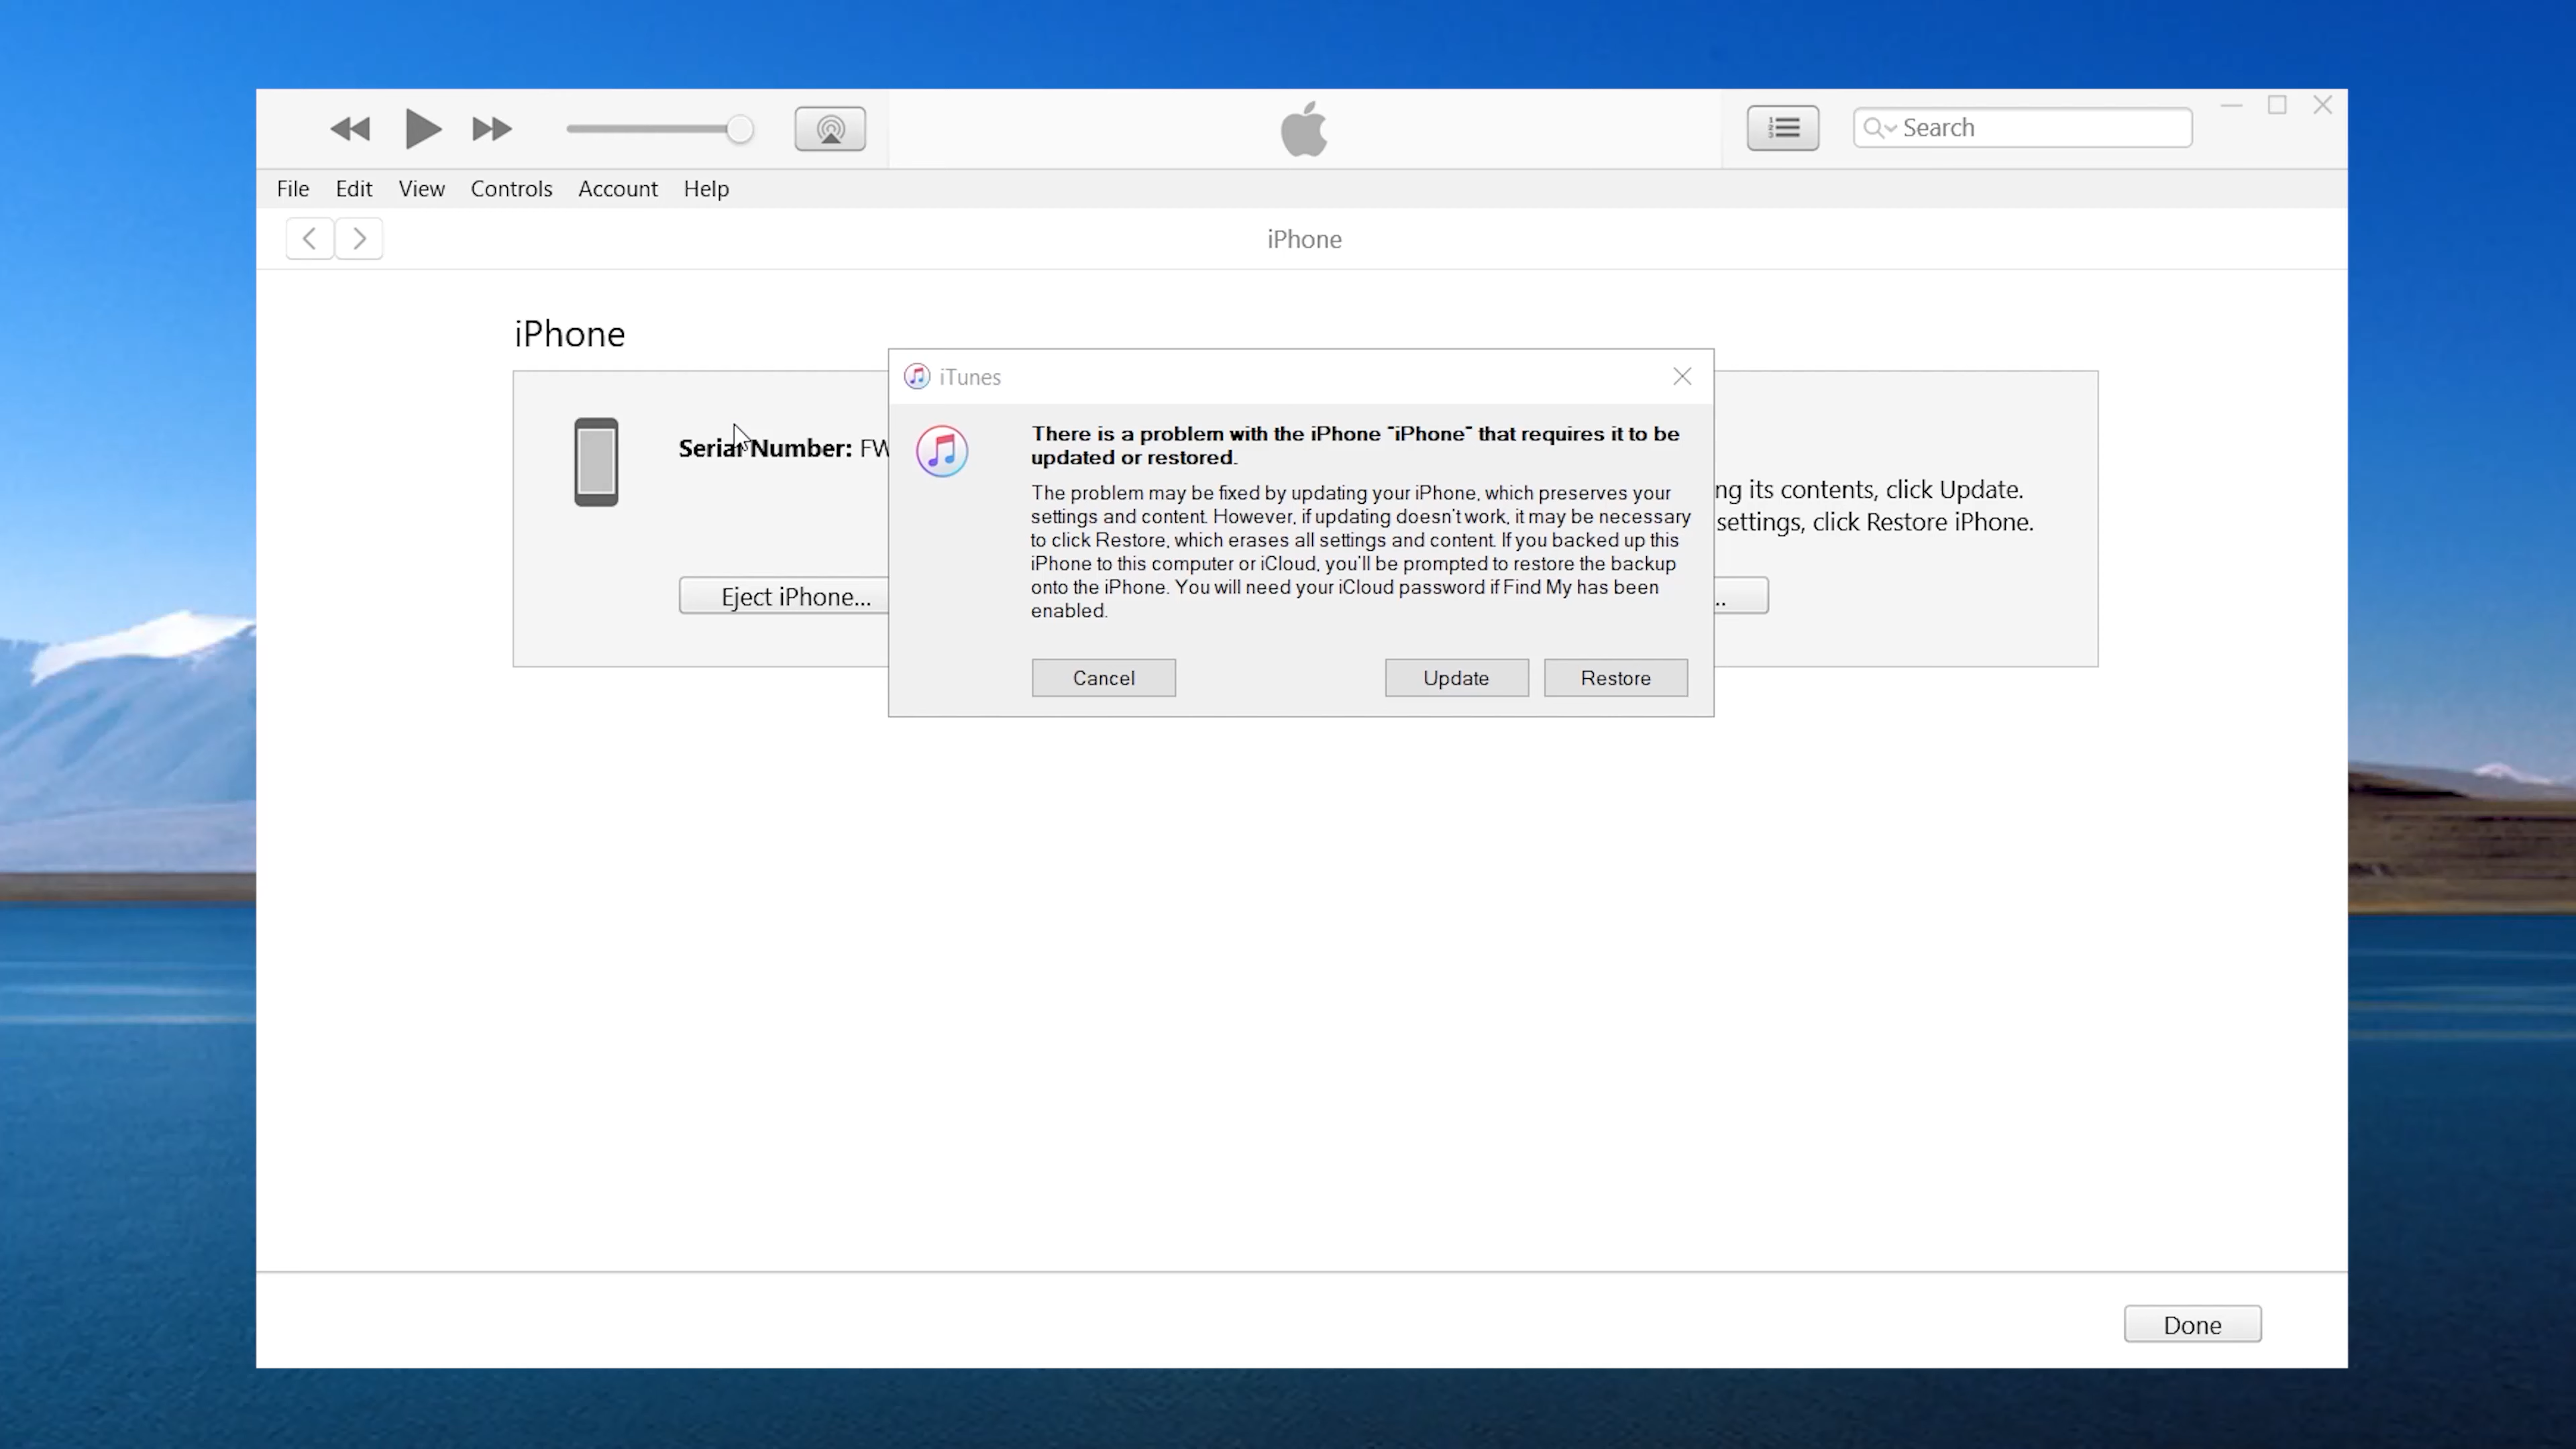 Search
File Edit View Controls Account Help
iPhone
iPhone
Serial Number: FW
Eject iPhone...
iTunes
There is a problem with the iPhone "iPhone" that requires it to be
updated or restored.
The problem may be fixed by updating your iPhone, which preserves your
settings and content. However, if updating doesn't work, it may be necessary
to click Restore, which erases all settings and content. If you backed up this
iPhone to this computer or iCloud, you'll be prompted to restore the backup
onto the iPhone. You will need your iCloud password if Find My has been
enabled.
Cancel Update Restore
ng its contents, click Update.
settings, click Restore iPhone.
..
Done